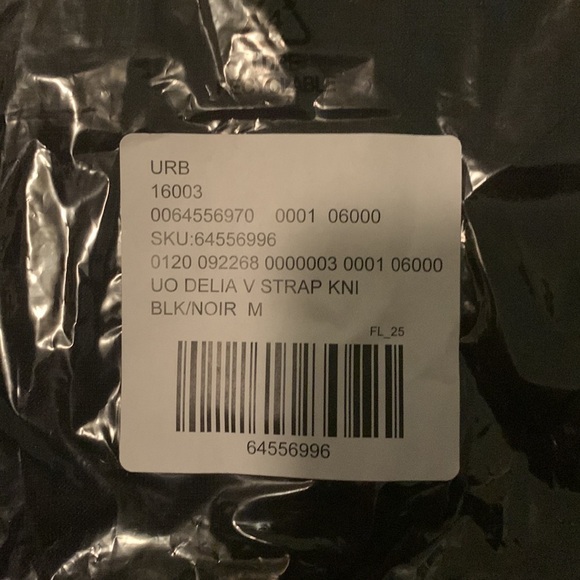 RECYCLABLE
URB
16003
0064556970 0001 06000
SKU:64556996
0120 092268 0000003 0001 06000
UO DELIA V STRAP KNI
BLK/NOIR M
FL_25
64556996